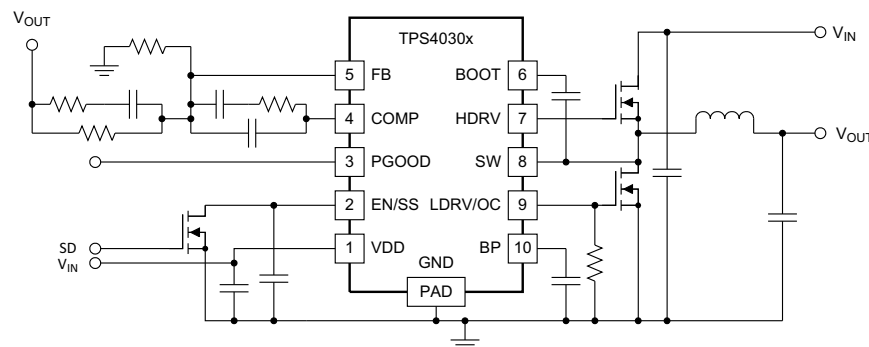 VOUT
TPS4030x
VIN
5 FB
BOOT 6
4 COMP
HDRV 7
VOUT
3 PGOOD
SW 8
2 EN/SS
LDRV/OC 9
SD
VIN
1 VDD
BP 10
GND
PAD